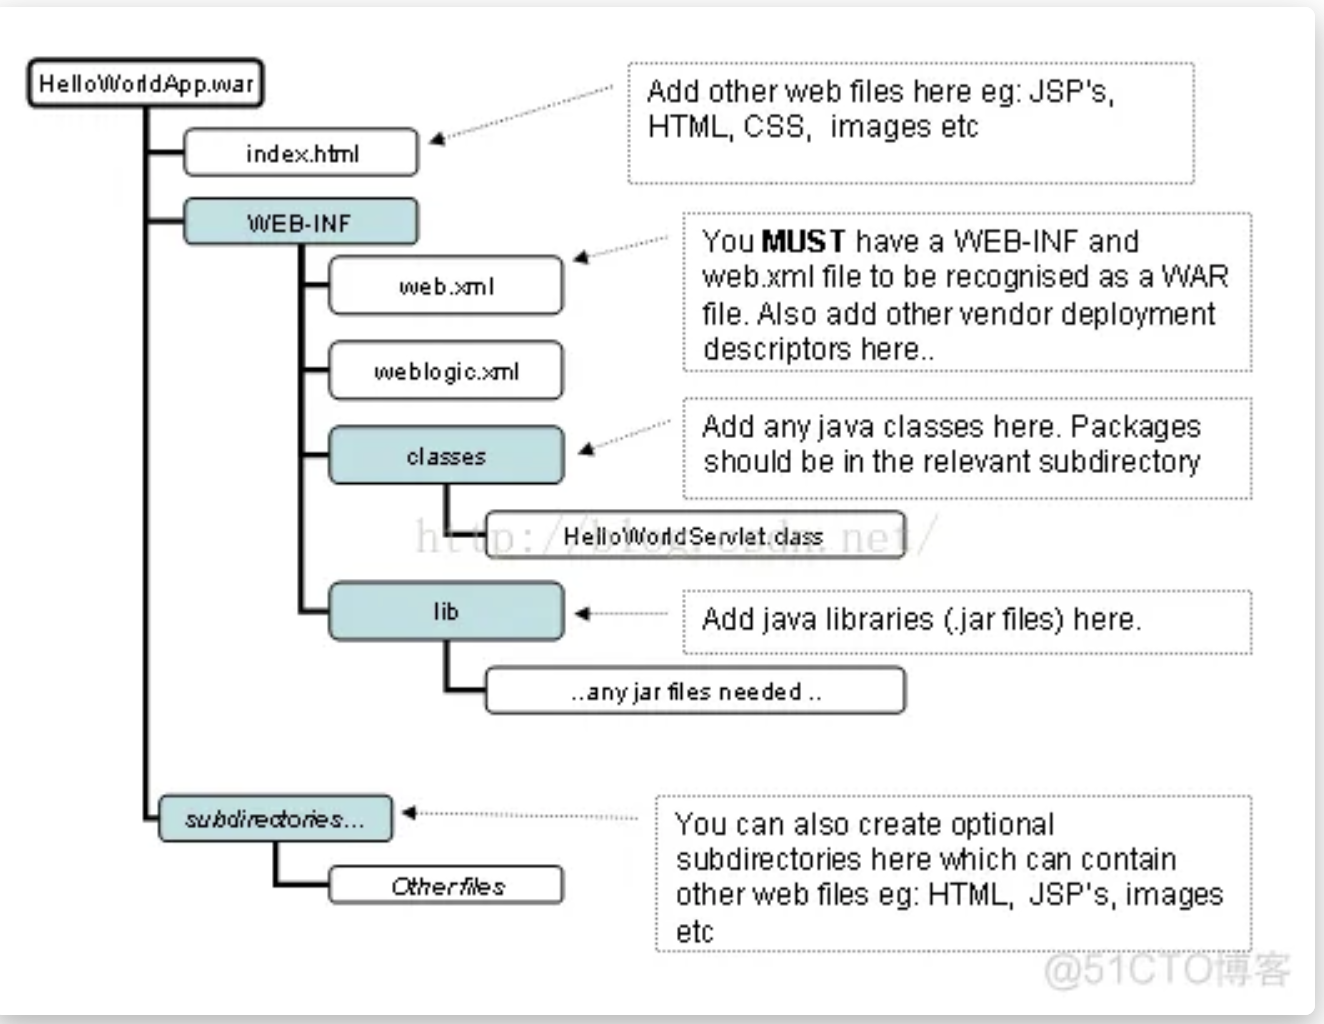 HelloWorldApp.war
Add other web files here eg: JSP's,
HTML, CSS, images etc
index.html
WEB-INF
You MUST have a WEB-INF and
web.xml file to be recognised as a WAR
file. Also add other vendor deployment
descriptors here..
web.xml
weblogic.xml
Add any java classes here. Packages
should be in the relevant subdirectory
classes
HelloWorldServlet.class
http://blog.csdn.net/
lib
Add java libraries (.jar files) here.
..any jar files needed ..
subdirectories...
You can also create optional
subdirectories here which can contain
other web files eg: HTML, JSP's, images
etc
Other files
@51CTO博客